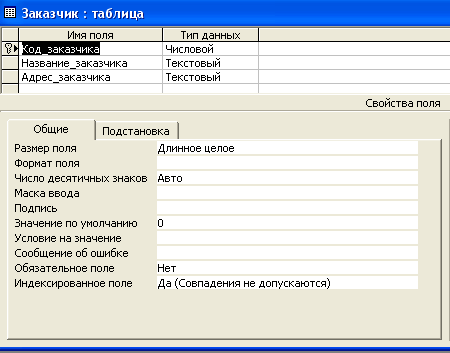 Заказчик : таблица
Имя поля Тип данных
Код_заказчика Числовой
Название_заказчика Текстовый
Адрес_заказчика Текстовый
Свойства поля
Общие Подстановка
Размер поля Длинное целое
Формат поля
Число десятичных знаков Авто
Маска ввода
Подпись
Значение по умолчанию 0
Условие на значение
Сообщение об ошибке
Обязательное поле Нет
Индексированное поле Да (Совпадения не допускаются)